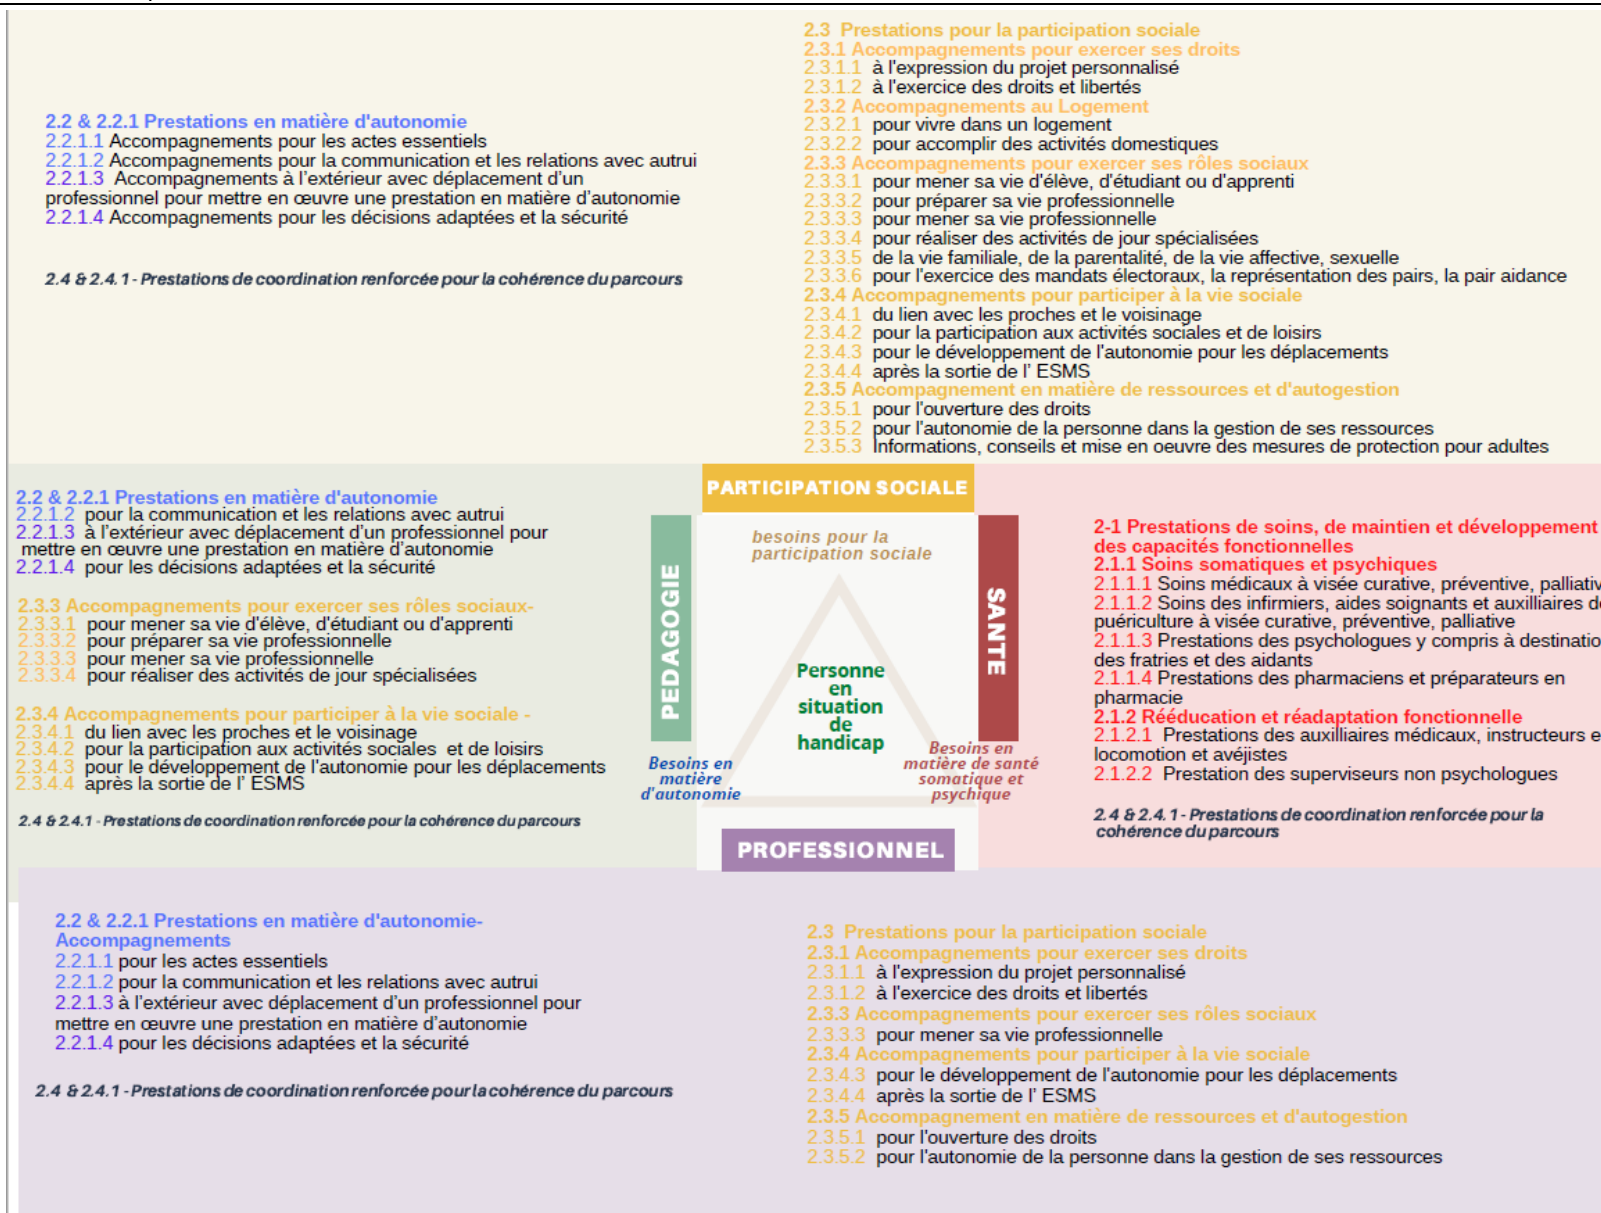 2.2 & 2.2.1 Prestations en matière d'autonomie
2.2.1.1 Accompagnements pour les actes essentiels
2.2.1.2 Accompagnements pour la communication et les relations avec autrui
2.2.1.3 Accompagnements à l'extérieur avec déplacement d'un
professionnel pour mettre en œuvre une prestation en matière d'autonomie
2.2.1.4 Accompagnements pour les décisions adaptées et la sécurité
2.4 & 2.4.1 - Prestations de coordination renforcée pour la cohérence du parcours
2.3 Prestations pour la participation sociale
2.3.1 Accompagnements pour exercer ses droits
2.3.1.1 à l'expression du projet personnalisé
2.3.1.2 à l'exercice des droits et libertés
2.3.2 Accompagnements au Logement
2.3.2.1 pour vivre dans un logement
2.3.2.2 pour accomplir des activités domestiques
2.3.3 Accompagnements pour exercer ses rôles sociaux
2.3.3.1 pour mener sa vie d'élève, d'étudiant ou d'apprenti
2.3.3.2 pour préparer sa vie professionnelle
2.3.3.3 pour mener sa vie professionnelle
2.3.3.4 pour réaliser des activités de jour spécialisées
2.3.3.5 de la vie familiale, de la parentalité, de la vie affective, sexuelle
2.3.3.6 pour l'exercice des mandats électoraux, la représentation des pairs, la pair aidance
2.3.4 Accompagnements pour participer à la vie sociale
2.3.4.1 du lien avec les proches et le voisinage
2.3.4.2 pour la participation aux activités sociales et de loisirs
2.3.4.3 pour le développement de l'autonomie pour les déplacements
2.3.4.4 après la sortie de l' ESMS
2.3.5 Accompagnement en matière de ressources et d'autogestion
2.3.5.1 pour l'ouverture des droits
2.3.5.2 pour l'autonomie de la personne dans la gestion de ses ressources
2.3.5.3 Informations, conseils et mise en oeuvre des mesures de protection pour adultes
2.2 & 2.2.1 Prestations en matière d'autonomie
2.2.1.2 pour la communication et les relations avec autrui
2.2.1.3 à l'extérieur avec déplacement d'un professionnel pour
mettre en œuvre une prestation en matière d'autonomie
2.2.1.4 pour les décisions adaptées et la sécurité
2.3.3 Accompagnements pour exercer ses rôles sociaux-
2.3.3.1 pour mener sa vie d'élève, d'étudiant ou d'apprenti
2.3.3.2 pour préparer sa vie professionnelle
2.3.3.3 pour mener sa vie professionnelle
2.3.3.4 pour réaliser des activités de jour spécialisées
2.3.4 Accompagnements pour participer à la vie sociale -
2.3.4.1 du lien avec les proches et le voisinage
2.3.4.2 pour la participation aux activités sociales et de loisirs
2.3.4.3 pour le développement de l'autonomie pour les déplacements
2.3.4.4 après la sortie de l' ESMS
2.4 & 2.4.1 - Prestations de coordination renforcée pour la cohérence du parcours
PARTICIPATION SOCIALE
besoins pour la
participation sociale
PEDAGOGIE
SANTE
Personne
en
situation
de
handicap
Besoins en
matière
d'autonomie
Besoins en
matière de santé
somatique et
psychique
PROFESSIONNEL
2-1 Prestations de soins, de maintien et développement
des capacités fonctionnelles
2.1.1 Soins somatiques et psychiques
2.1.1.1 Soins médicaux à visée curative, préventive,
2.1.1.2 Soins des infirmiers, aides soignants et auxilliaires
puériculture à visée curative, préventive, palliative
2.1.1.3 Prestations des psychologues y compris à
des fratries et des aidants
2.1.1.4 Prestations des pharmaciens et préparateurs en
pharmacie
2.1.2 Rééducation et réadaptation fonctionnelle
2.1.2.1 Prestations des auxilliaires médicaux, instructeurs
locomotion et avéjistes
2.1.2.2 Prestation des superviseurs non psychologues
2.4 & 2.4.1 - Prestations de coordination renforcée pour la
cohérence du parcours
2.2 & 2.2.1 Prestations en matière d'autonomie-
Accompagnements
2.2.1.1 pour les actes essentiels
2.2.1.2 pour la communication et les relations avec autrui
2.2.1.3 à l'extérieur avec déplacement d'un professionnel pour
mettre en œuvre une prestation en matière d'autonomie
2.2.1.4 pour les décisions adaptées et la sécurité
2.4 & 2.4.1 - Prestations de coordination renforcée pour la cohérence du parcours
2.3 Prestations pour la participation sociale
2.3.1 Accompagnements pour exercer ses droits
2.3.1.1 à l'expression du projet personnalisé
2.3.1.2 à l'exercice des droits et libertés
2.3.3 Accompagnements pour exercer ses rôles sociaux
2.3.3.3 pour mener sa vie professionnelle
2.3.4 Accompagnements pour participer à la vie sociale
2.3.4.3 pour le développement de l'autonomie pour les déplacements
2.3.4.4 après la sortie de l' ESMS
2.3.5 Accompagnement en matière de ressources et d'autogestion
2.3.5.1 pour l'ouverture des droits
2.3.5.2 pour l'autonomie de la personne dans la gestion de ses ressources